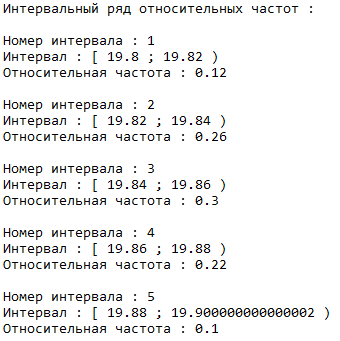 Интервальный ряд относительных частот :
Номер интервала : 1
Интервал : [ 19.8 ; 19.82 )
Относительная частота : 0.12
Номер интервала : 2
Интервал : [ 19.82 ; 19.84 )
Относительная частота : 0.26
Номер интервала : 3
Интервал : [ 19.84 ; 19.86 )
Относительная частота : 0.3
Номер интервала : 4
Интервал : [ 19.86 ; 19.88 )
Относительная частота : 0.22
Номер интервала : 5
Интервал : [ 19.88 ; 19.900000000000002 )
Относительная частота : 0.1